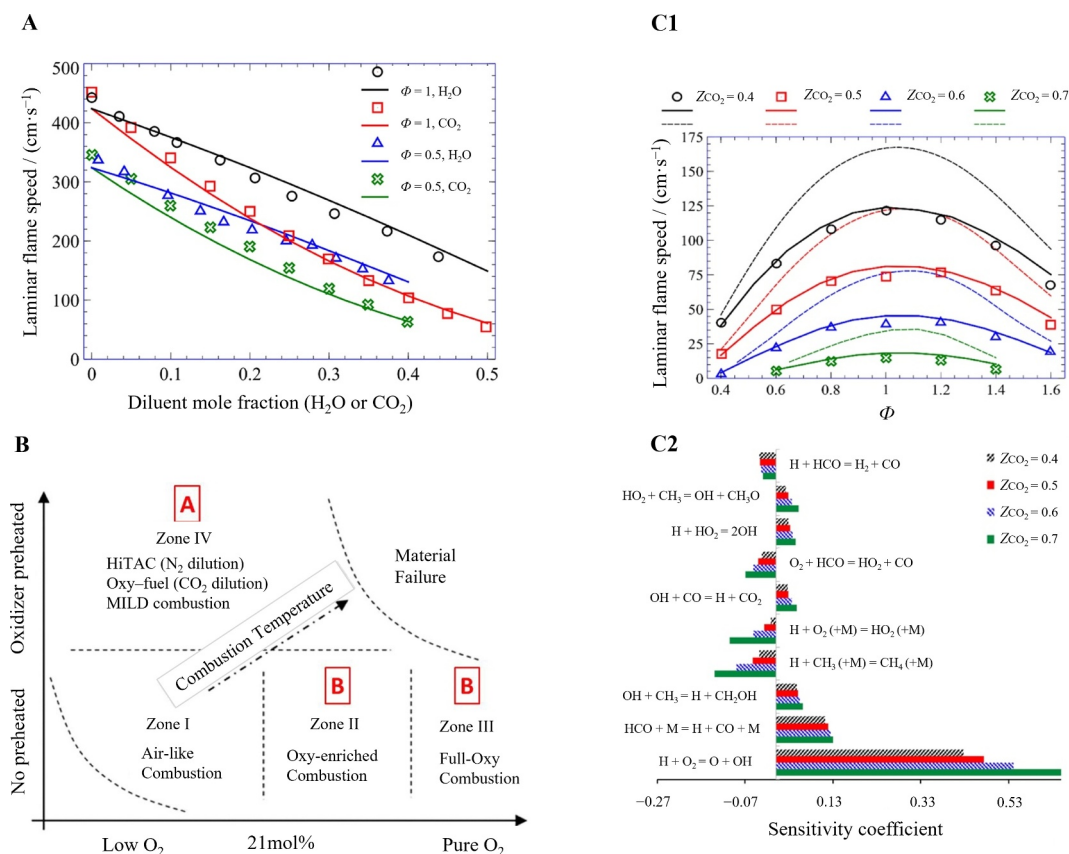 A
Laminar flame speed / (cm·s⁻¹)
500
400
300
200
100
0
Φ = 1, H₂O
Φ = 1, CO₂
Φ = 0.5, H₂O
Φ = 0.5, CO₂
0 0.1 0.2 0.3 0.4 0.5
Diluent mole fraction (H₂O or CO₂)
C1
ZCO₂ = 0.4 ZCO₂ = 0.5 ZCO₂ = 0.6 ZCO₂ = 0.7
Laminar flame speed / (cm·s⁻¹)
175
150
125
100
75
50
25
0
0.4 0.6 0.8 1 1.2 1.4 1.6
Φ
B
Oxidizer preheated
No preheated
A
Zone IV
HiTAC (N₂ dilution)
Oxy–fuel (CO₂ dilution)
MILD combustion
Material
Failure
Combustion Temperature
Zone I
Air-like
Combustion
B
Zone II
Oxy-enriched
Combustion
B
Zone III
Full-Oxy
Combustion
Low O₂ 21mol% Pure O₂
C2
H + HCO = H₂ + CO
HO₂ + CH₃ = OH + CH₃O
H + HO₂ = 2OH
O₂ + HCO = HO₂ + CO
OH + CO = H + CO₂
H + O₂ (+M) = HO₂ (+M)
H + CH₃ (+M) = CH₄ (+M)
OH + CH₃ = H + CH₂OH
HCO + M = H + CO + M
H + O₂ = O + OH
ZCO₂ = 0.4
ZCO₂ = 0.5
ZCO₂ = 0.6
ZCO₂ = 0.7
−0.27 −0.07 0.13 0.33 0.53
Sensitivity coefficient